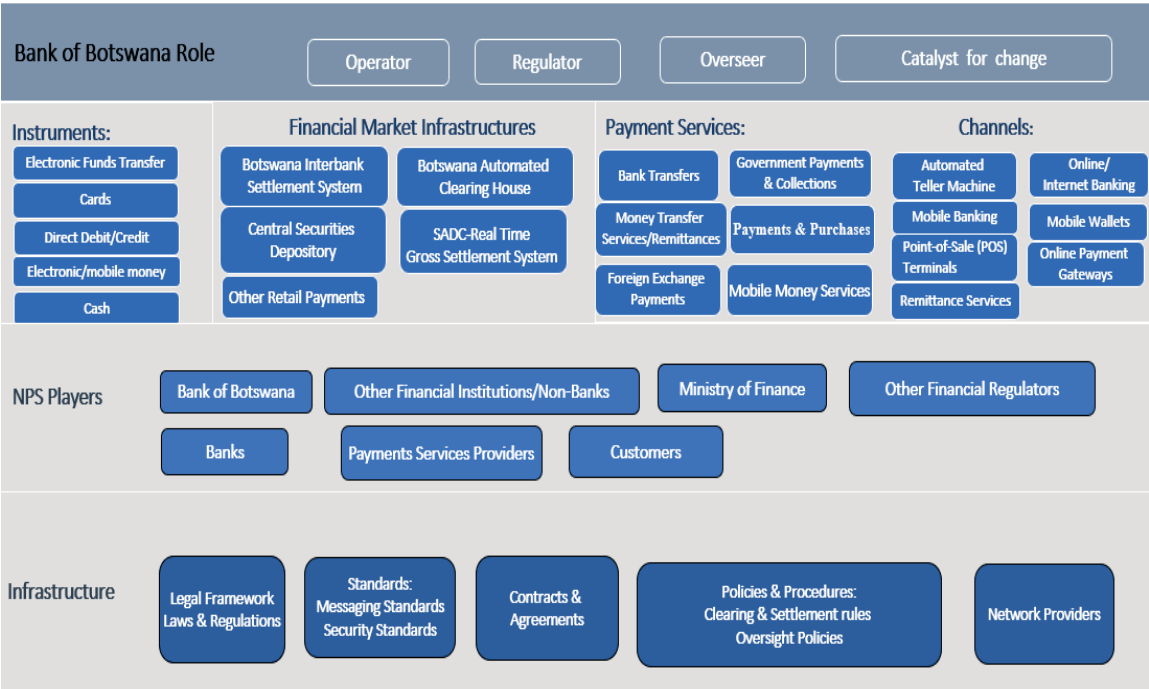 Bank of Botswana Role
Operator
Regulator
Overseer
Catalyst for change
Instruments:
Electronic Funds Transfer
Cards
Direct Debit/Credit
Electronic/mobile money
Cash
Financial Market Infrastructures
Botswana Interbank
Settlement System
Botswana Automated
Clearing House
Central Securities
Depository
SADC-Real Time
Gross Settlement System
Other Retail Payments
Payment Services:
Bank Transfers
Government Payments
& Collections
Money Transfer
Services/Remittances
Payments & Purchases
Foreign Exchange
Payments
Mobile Money Services
Channels:
Automated
Teller Machine
Online/
Internet Banking
Mobile Banking
Mobile Wallets
Point-of-Sale (POS)
Terminals
Online Payment
Gateways
Remittance Services
NPS Players
Bank of Botswana
Other Financial Institutions/Non-Banks
Ministry of Finance
Other Financial Regulators
Banks
Payments Services Providers
Customers
Infrastructure
Legal Framework
Laws & Regulations
Standards:
Messaging Standards
Security Standards
Contracts &
Agreements
Policies & Procedures:
Clearing & Settlement rules
Oversight Policies
Network Providers